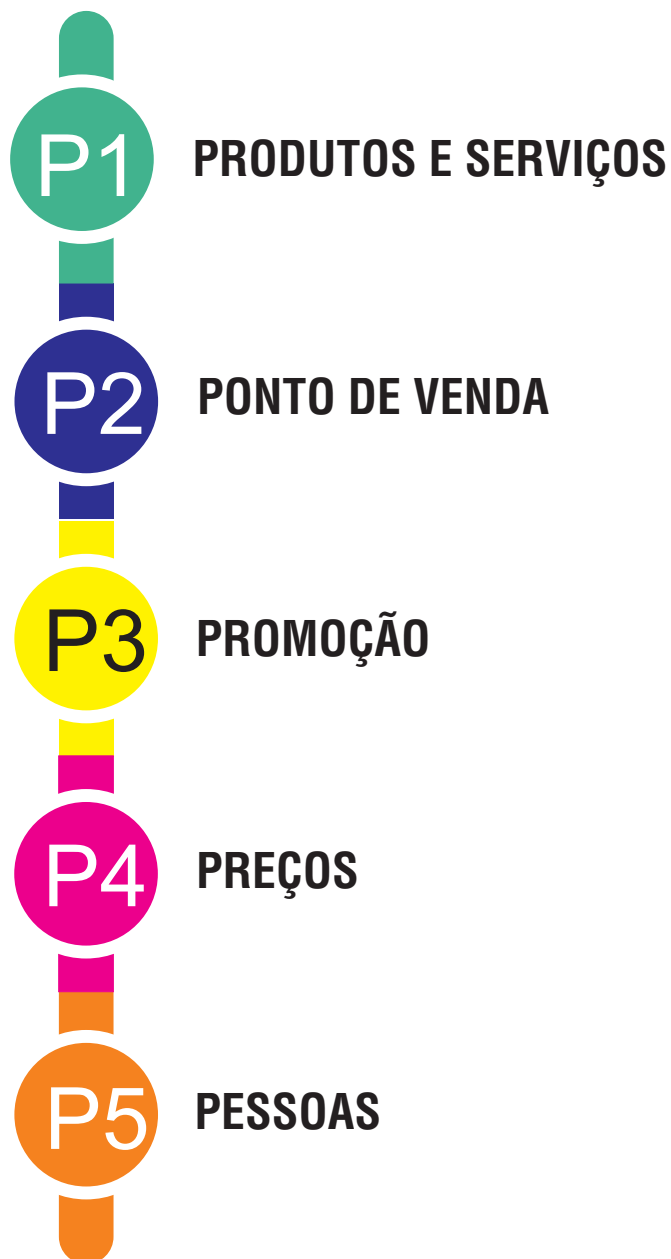 P1 PRODUTOS E SERVIÇOS
P2 PONTO DE VENDA
P3 PROMOÇÃO
P4 PREÇOS
P5 PESSOAS